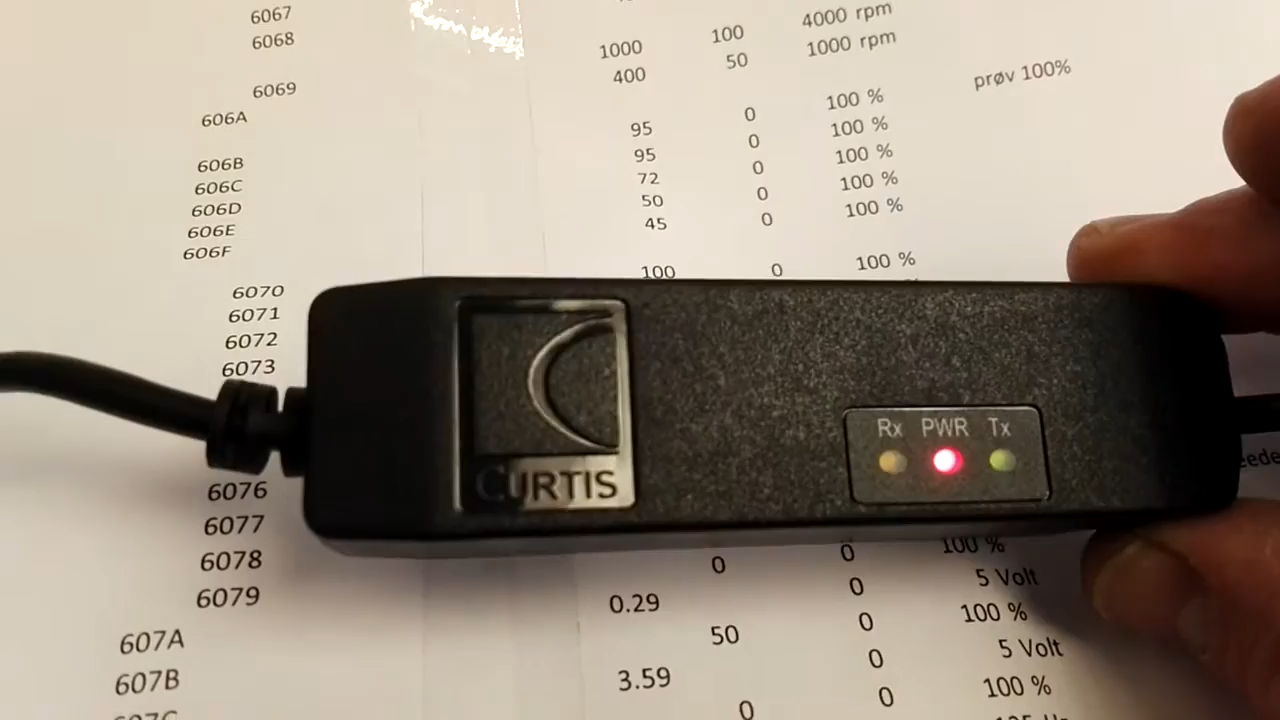 6067
6068 1000 100 4000 rpm
400 50 1000 rpm
6069 prøv 100%
606A 95 0 100 %
606B 95 0 100 %
606C 72 0 100 %
606D 50 0 100 %
606E 45 0 100 %
606F
6070 100 0 100 %
6071
6072
6073
CURTIS
Rx PWR Tx
6076
6077
6078 0 0 100 %
6079 0.29 0 5 Volt
607A 50 0 100 %
607B 3.59 0 5 Volt
0 0 100 %